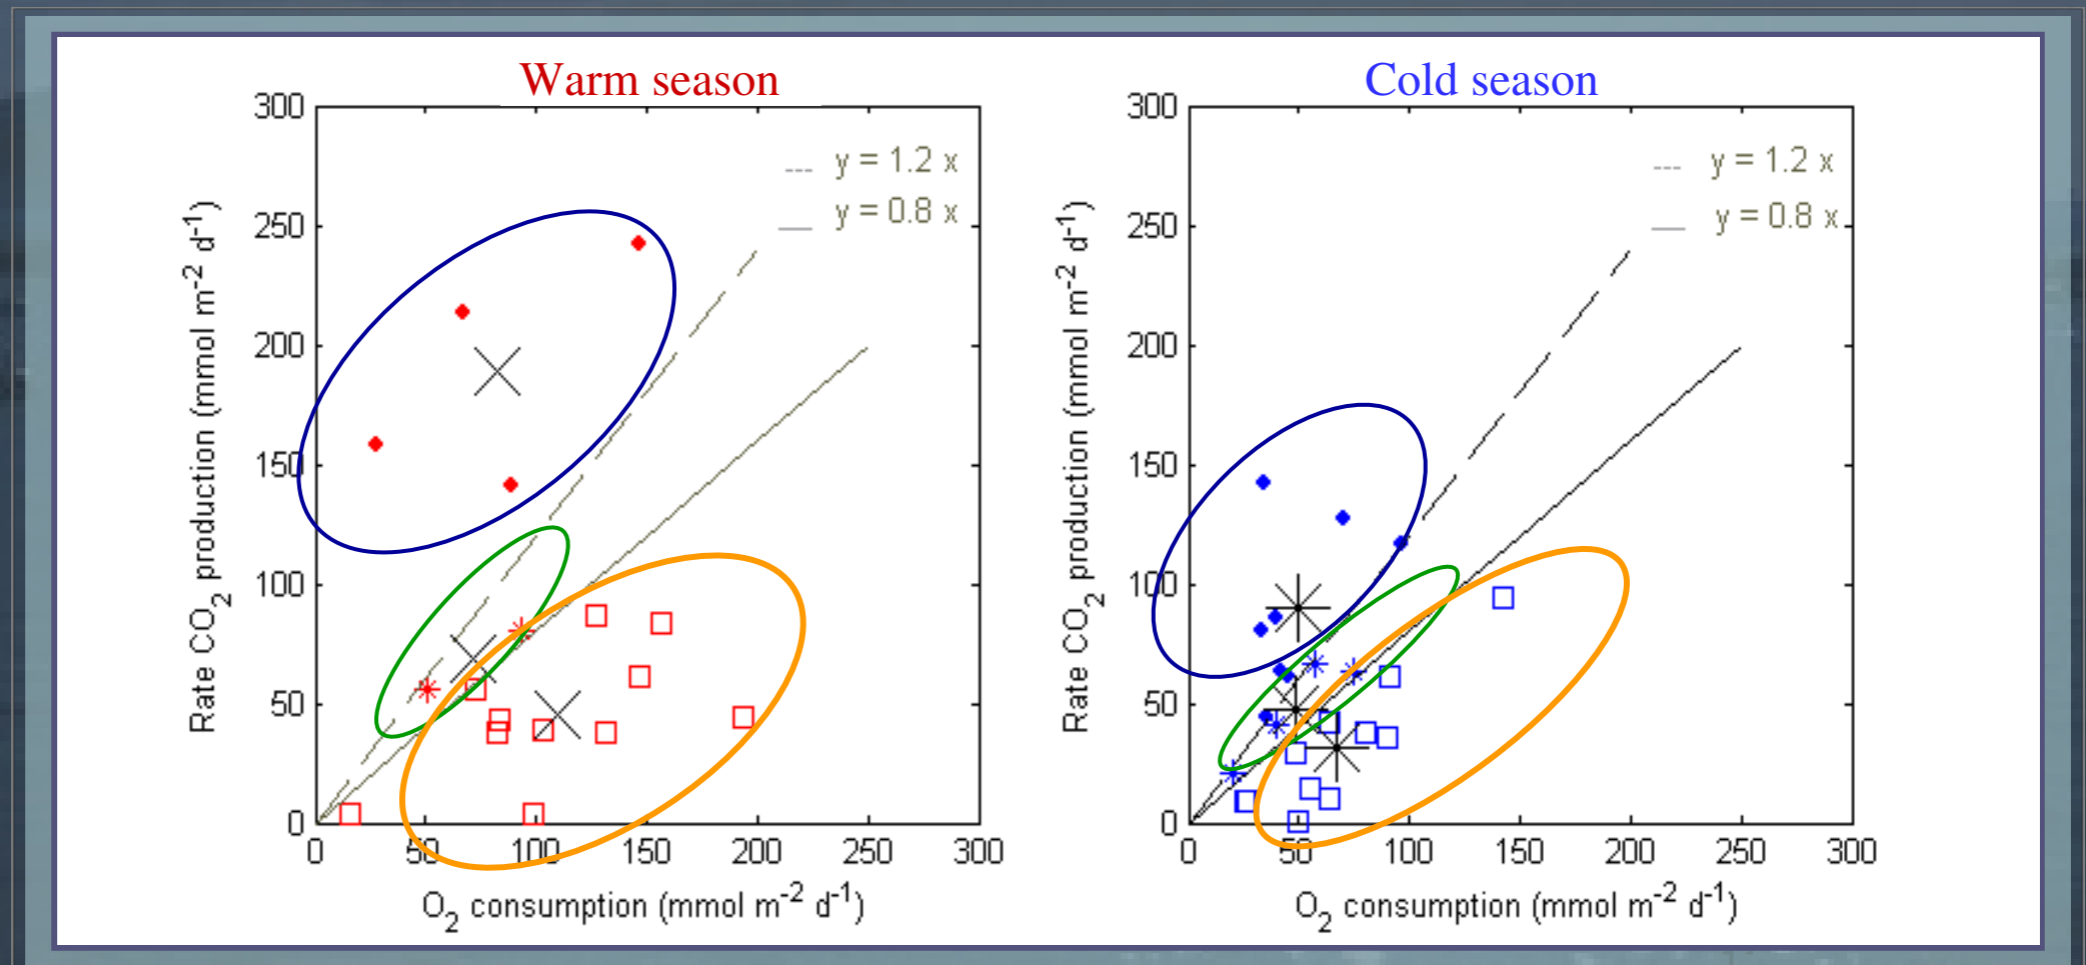 Warm season
300
250
200
150
100
50
0
0 50 100 150 200 250 300
--- y = 1.2 x
— y = 0.8 x
Rate CO2 production (mmol m-2 d-1)
O2 consumption (mmol m-2 d-1)
Cold season
300
250
200
150
100
50
0
0 50 100 150 200 250 300
--- y = 1.2 x
— y = 0.8 x
Rate CO2 production (mmol m-2 d-1)
O2 consumption (mmol m-2 d-1)